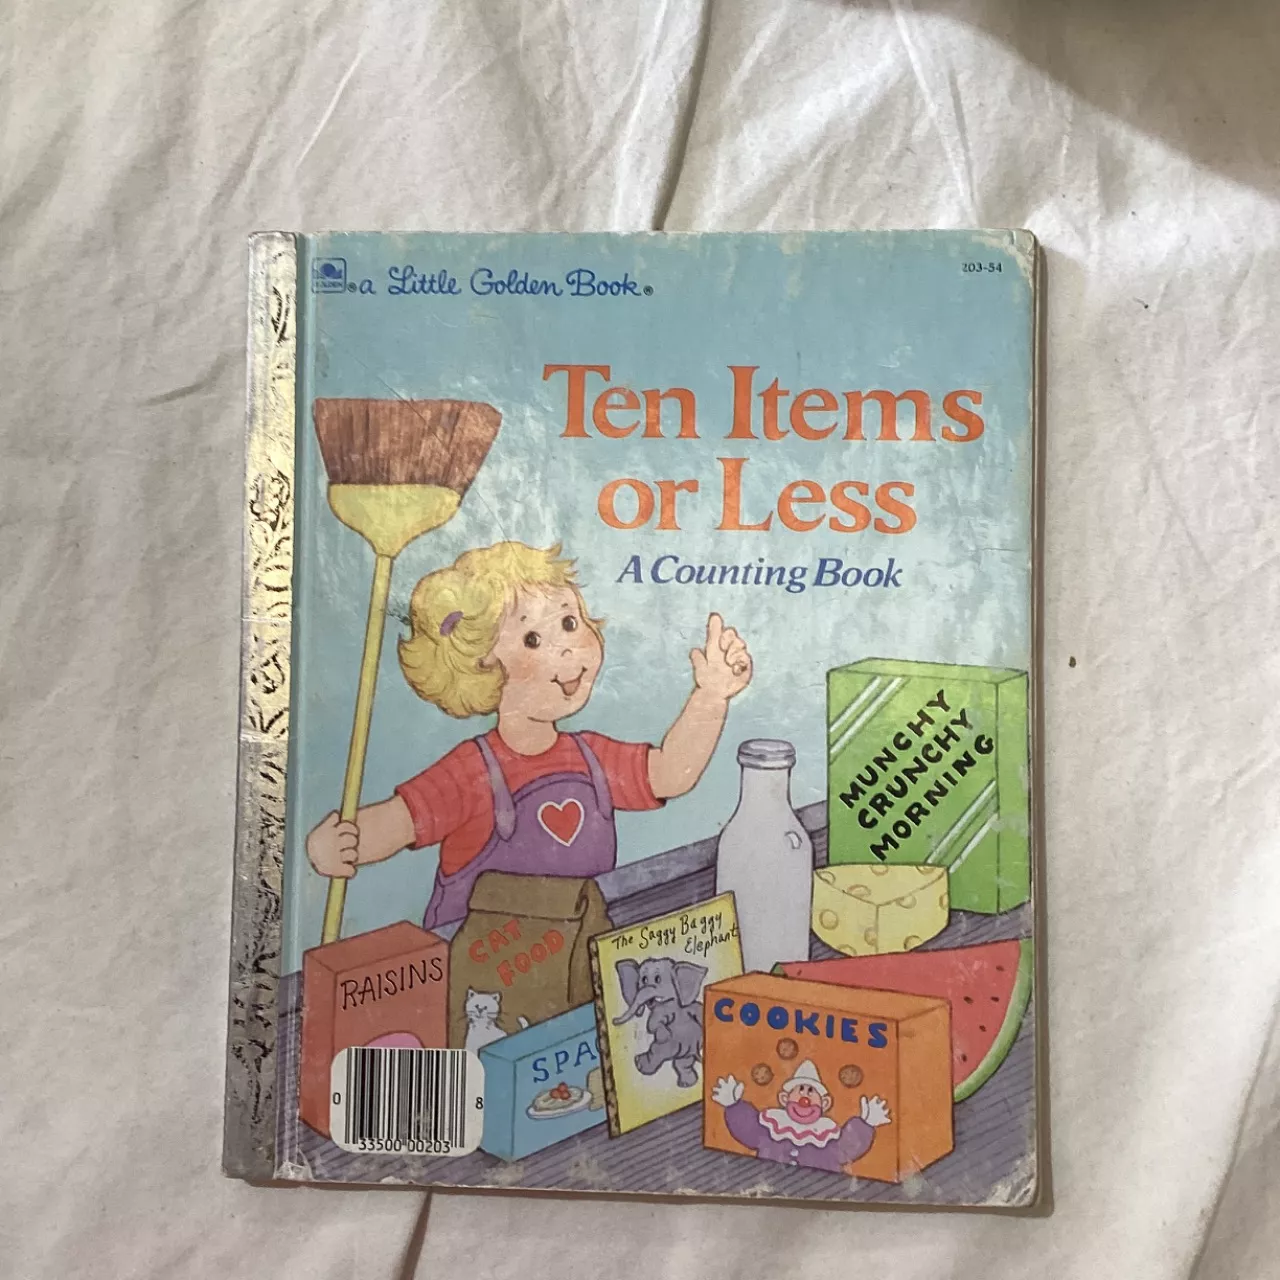 GOLDEN
® a Little Golden Book®
203-54
Ten Items
or Less
A Counting Book
MUNCHY
CRUNCHY
MORNING
RAISINS
CAT
FOOD
The Saggy Baggy
Elephant
SPA
COOKIES
0
33500 00203
8